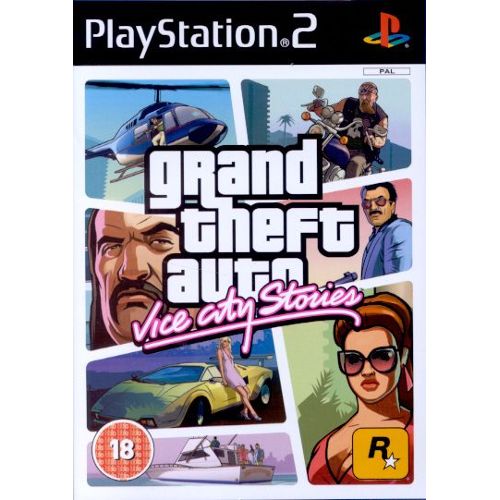 PlayStation®2
PAL
grand
theft
auto
Vice City Stories
18
R